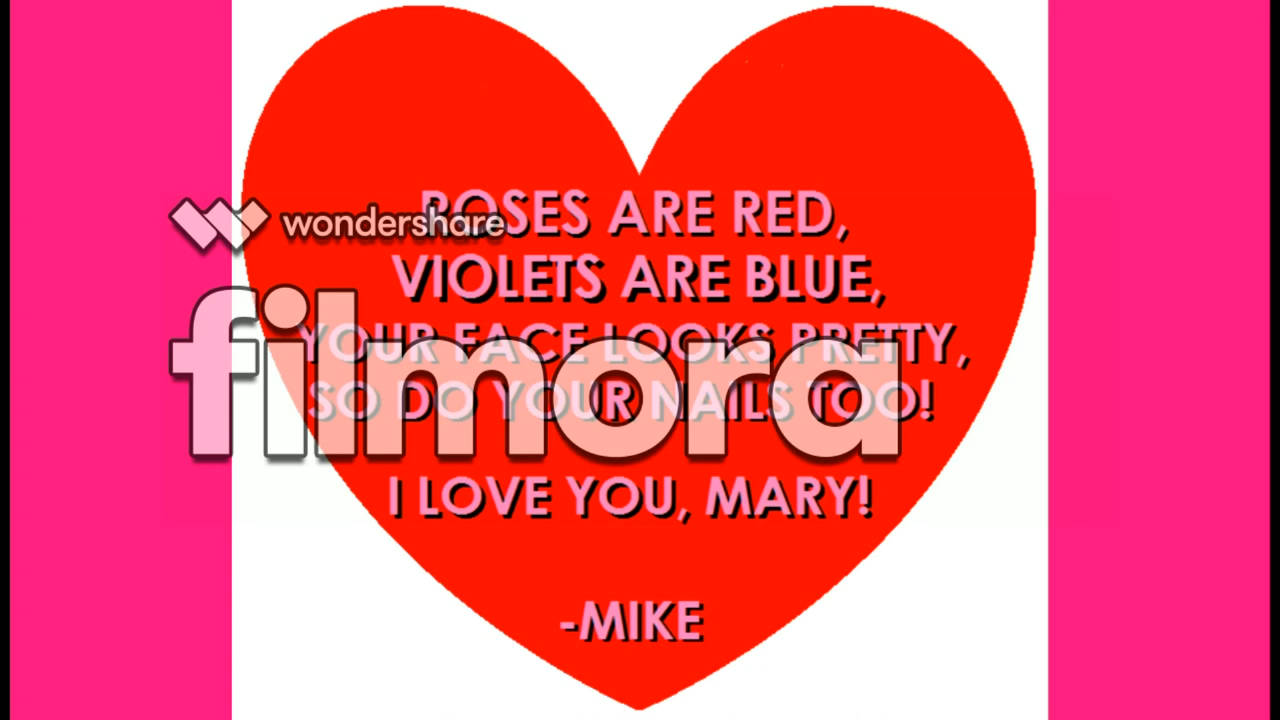 ROSES ARE RED,
wondershare
VIOLETS ARE BLUE,
filmora
YOUR FACE LOOKS PRETTY,
SO DO YOUR NAILS TOO!
I LOVE YOU, MARY!
-MIKE